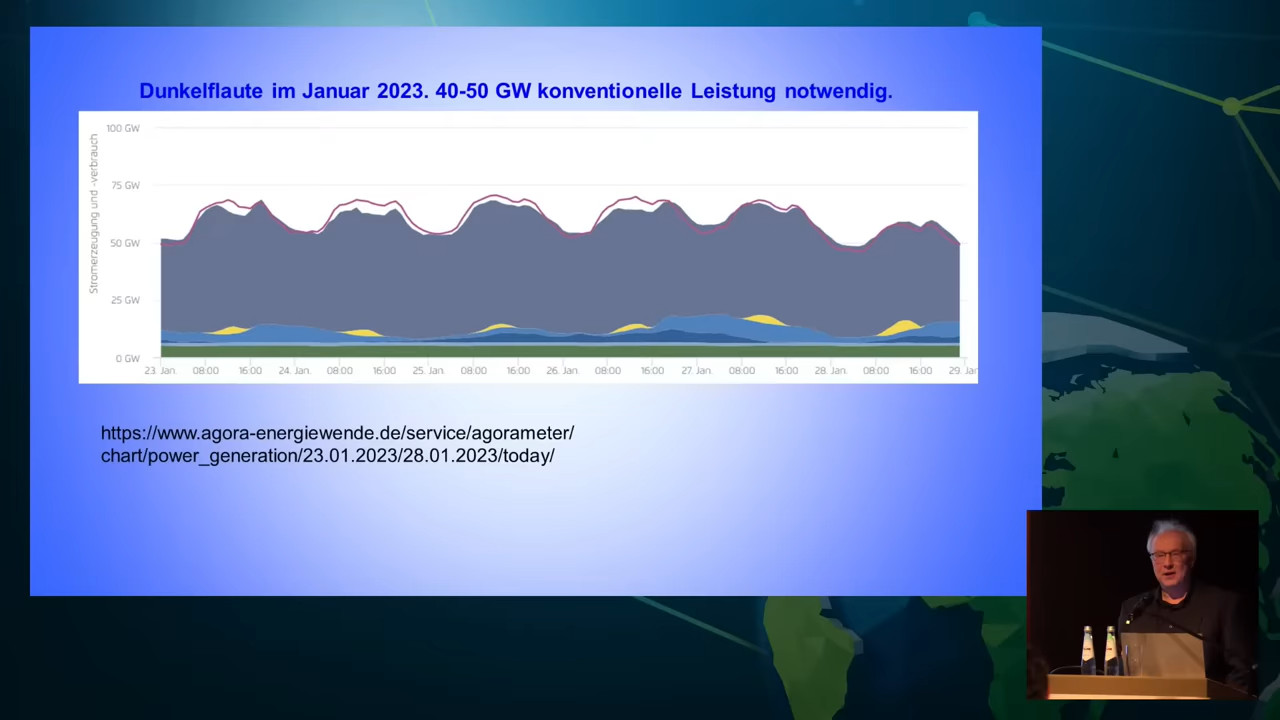 Dunkelflaute im Januar 2023. 40-50 GW konventionelle Leistung notwendig.
Stromerzeugung und -verbrauch
100 GW
75 GW
50 GW
25 GW
0 GW
23. Jan. 08:00 16:00 24. Jan. 08:00 16:00 25. Jan. 08:00 16:00 26. Jan. 08:00 16:00 27. Jan. 08:00 16:00 28. Jan. 08:00 16:00 29. Jan
https://www.agora-energiewende.de/service/agorameter/
chart/power_generation/23.01.2023/28.01.2023/today/